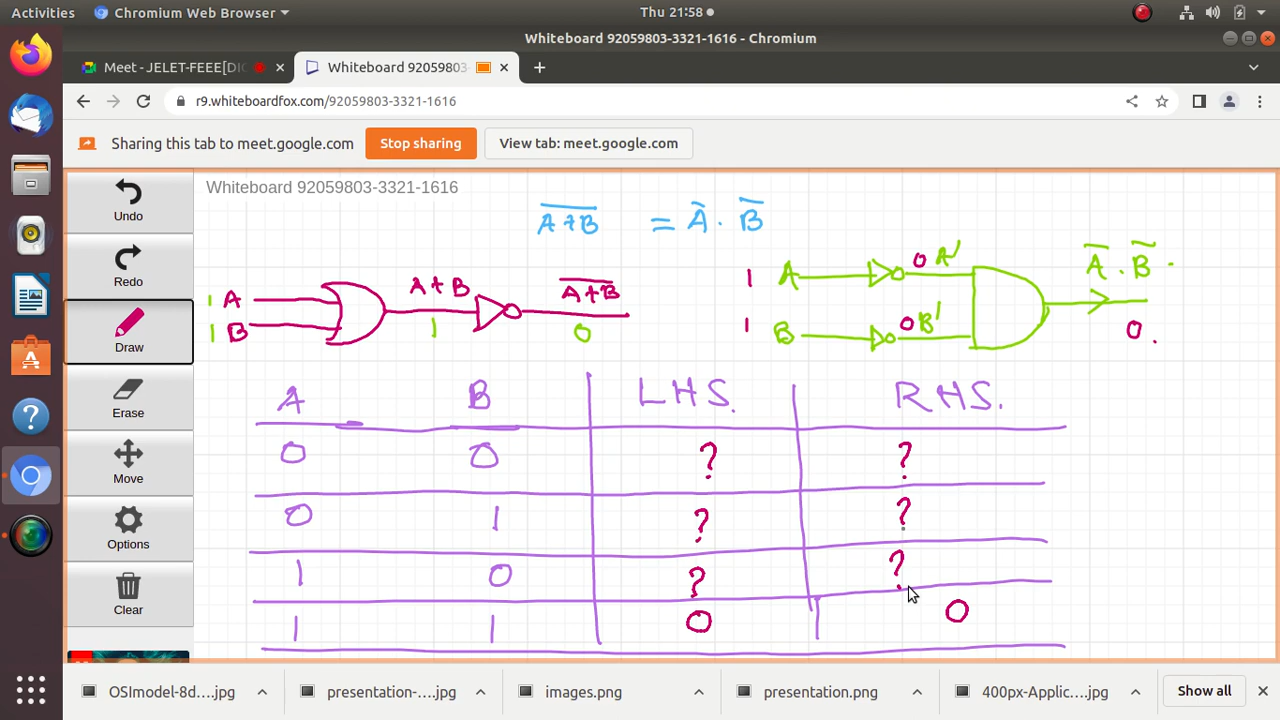 Activities Chromium Web Browser Thu 21:58
Whiteboard 92059803-3321-1616 - Chromium
Meet - JELET-FEEE[DIC Whiteboard 92059803-
r9.whiteboardfox.com/92059803-3321-1616
Sharing this tab to meet.google.com Stop sharing View tab: meet.google.com
Whiteboard 92059803-3321-1616
Undo
Redo
Draw
Erase
Move
Options
Clear
A̅+̅B̅ = A̅ . B̅
1 A A+B A̅+̅B̅
1 B 1 0
1 A 0 A' A̅ . B̅ .
1 B 0 B' 0 .
A B LHS. RHS.
0 0 ? ?
0 1 ? ?
1 0 ? ?
1 1 0 0
OSImodel-8d....jpg presentation-....jpg images.png presentation.png 400px-Applic....jpg Show all